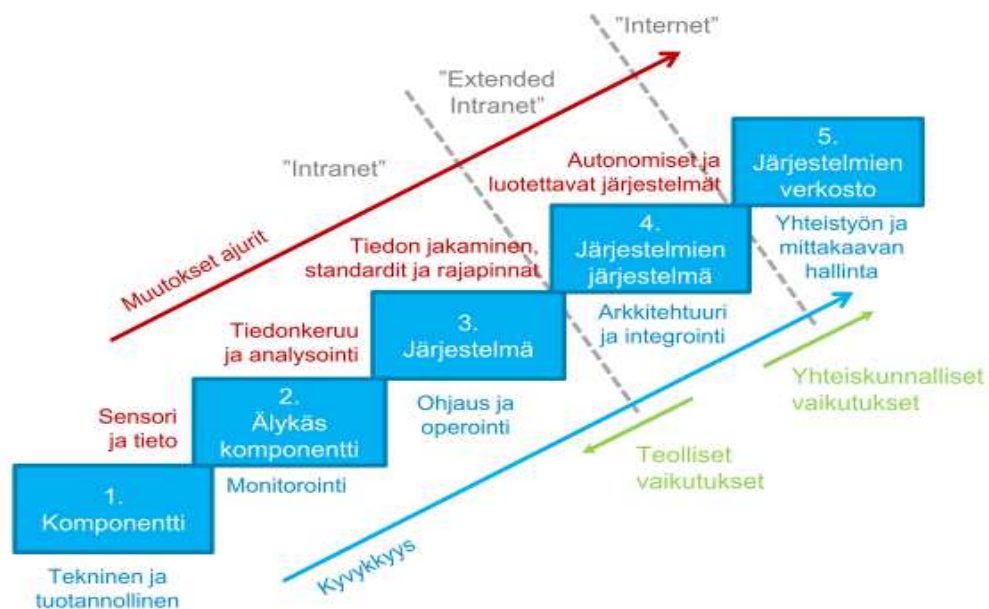 "Internet"
"Extended
Intranet"
"Intranet"
Muutokset ajurit
5.
Järjestelmien
verkosto
Autonomiset ja
luotettavat järjestelmät
4.
Järjestelmien
järjestelmä
Yhteistyön ja
mittakaavan
hallinta
Tiedon jakaminen,
standardit ja rajapinnat
3.
Järjestelmä
Arkkitehtuuri
ja integrointi
Tiedonkeruu
ja analysointi
2.
Älykäs
komponentti
Ohjaus ja
operointi
Yhteiskunnalliset
vaikutukset
Sensori
ja tieto
Monitorointi
Teolliset
vaikutukset
1.
Komponentti
Kyvykkyys
Tekninen ja
tuotannollinen